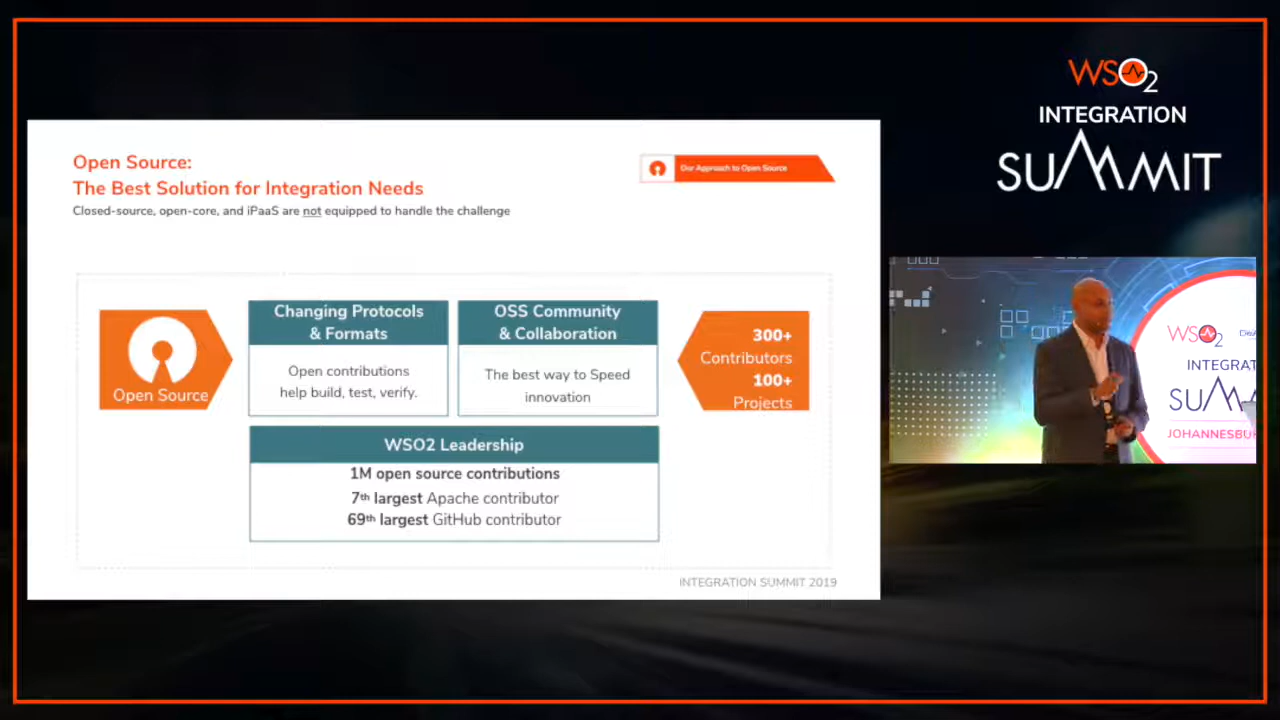 Open Source:
The Best Solution for Integration Needs
Closed-source, open-core, and iPaaS are not equipped to handle the challenge
Our Approach to Open Source
Open Source
Changing Protocols
& Formats
Open contributions
help build, test, verify.
OSS Community
& Collaboration
The best way to Speed
innovation
300+
Contributors
100+
Projects
WSO2 Leadership
1M open source contributions
7th largest Apache contributor
69th largest GitHub contributor
INTEGRATION SUMMIT 2019
WSO2
INTEGRATION
SUMMIT
WSO2
INTEGRAT
SUM
JOHANNESBU